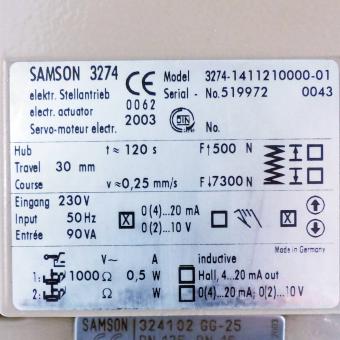 SAMSON 3274 CE Model 3274-1411210000-01
elektr. Stellantrieb 0062 Serial - No. 519972 0043
electr. actuator 2003 DIN No.
Servo-moteur electr.
Hub t ≈ 120 s F↑500 N
Travel 30 mm
Course v ≈ 0,25 mm/s F↓7300 N
Eingang 230V
Input 50Hz X 0(4)...20 mA
Entrée 90VA 0(2)...10 V
Made in Germany
V~ A inductive
1: 1000 Ω 0,5 W Hall, 4...20 mA out
2: Ω W 0(4)...20 mA, 0(2)...10 V
SAMSON 324102 GG-25